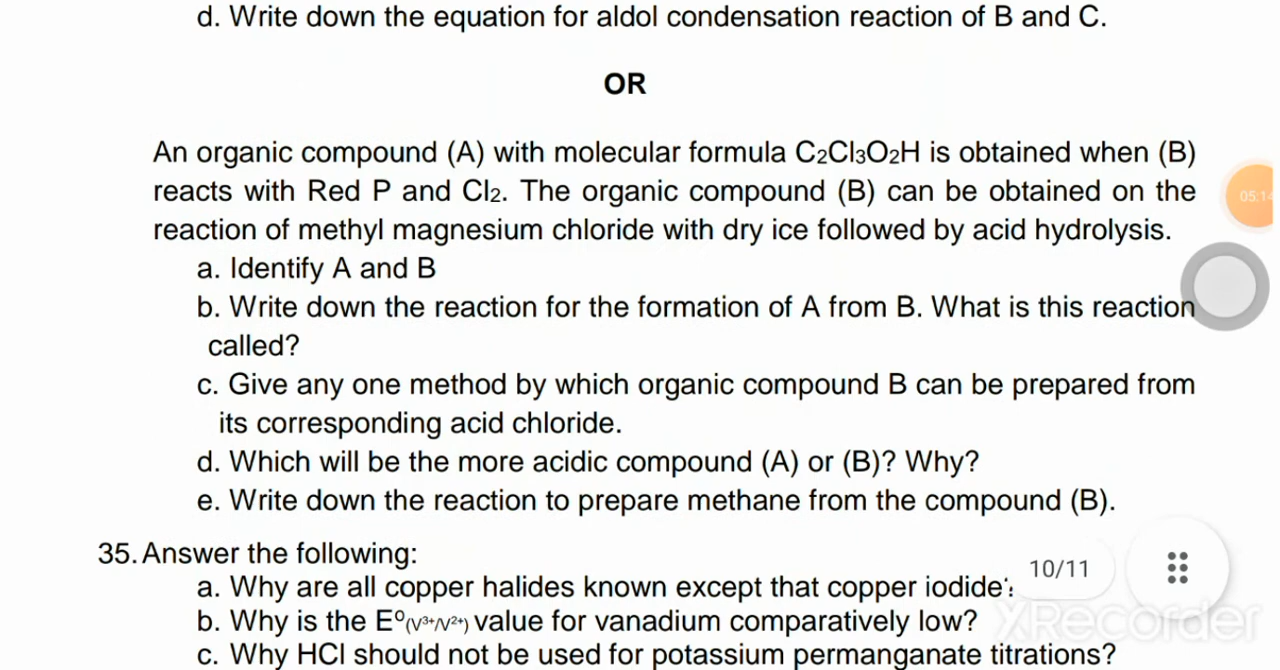 d. Write down the equation for aldol condensation reaction of B and C.
OR
An organic compound (A) with molecular formula C₂Cl₃O₂H is obtained when (B)
reacts with Red P and Cl₂. The organic compound (B) can be obtained on the
reaction of methyl magnesium chloride with dry ice followed by acid hydrolysis.
a. Identify A and B
b. Write down the reaction for the formation of A from B. What is this reaction
called?
c. Give any one method by which organic compound B can be prepared from
its corresponding acid chloride.
d. Which will be the more acidic compound (A) or (B)? Why?
e. Write down the reaction to prepare methane from the compound (B).
35. Answer the following:
a. Why are all copper halides known except that copper iodide?
b. Why is the E⁰(V³⁺/V²⁺) value for vanadium comparatively low?
c. Why HCl should not be used for potassium permanganate titrations?
05:14
10/11
XRecorder